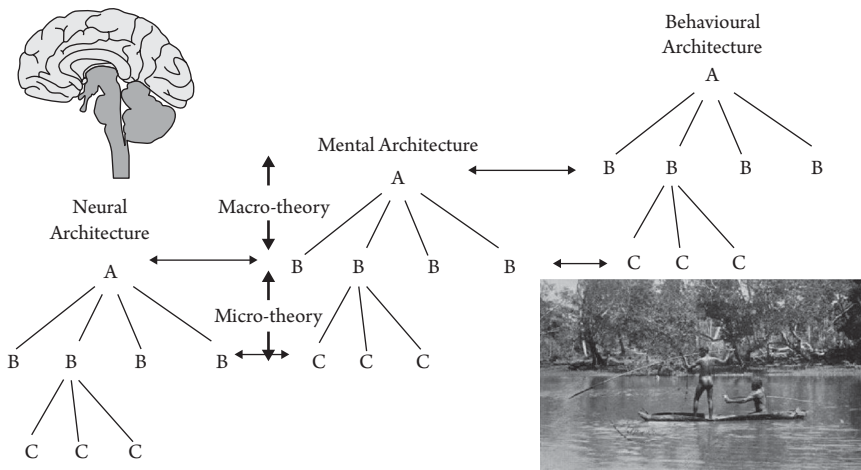 Behavioural
Architecture
A
Mental Architecture
A
B B B B
Neural
Architecture
Macro-theory
A
B B B B
C C C
Micro-theory
B B B B
C C C
C C C